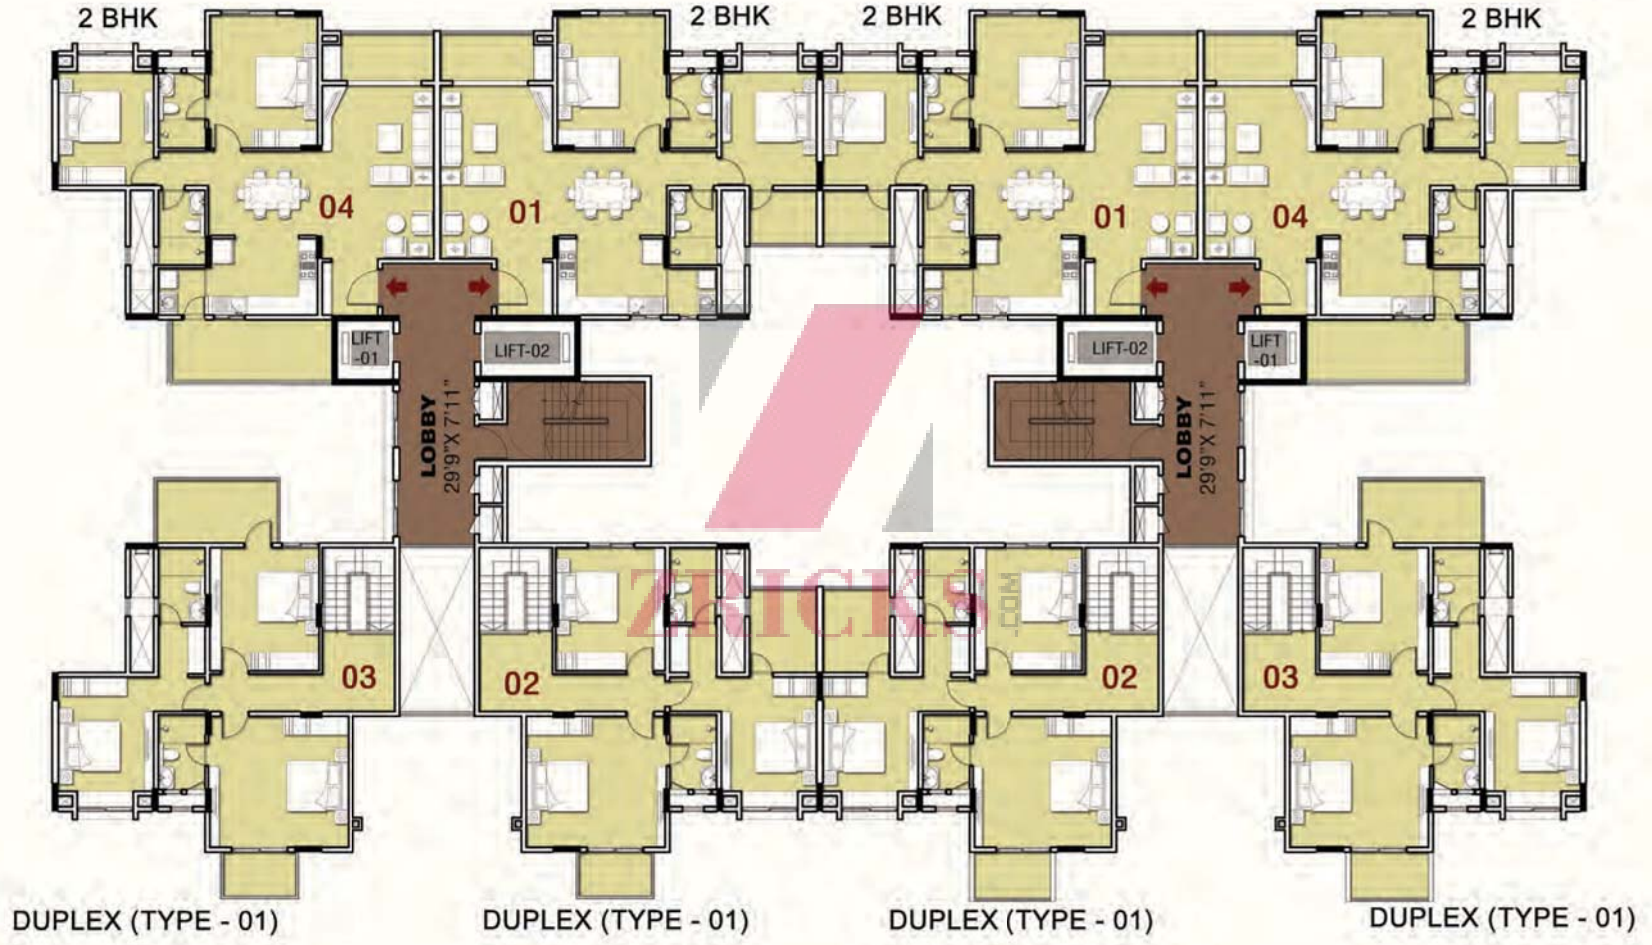 2 BHK
2 BHK
2 BHK
2 BHK
04
01
01
04
LIFT
-01
LIFT-02
LIFT-02
LIFT
-01
LOBBY
29'9"X 7'11"
LOBBY
29'9"X 7'11"
ZRICKS
.COM
03
02
02
03
DUPLEX (TYPE - 01)
DUPLEX (TYPE - 01)
DUPLEX (TYPE - 01)
DUPLEX (TYPE - 01)